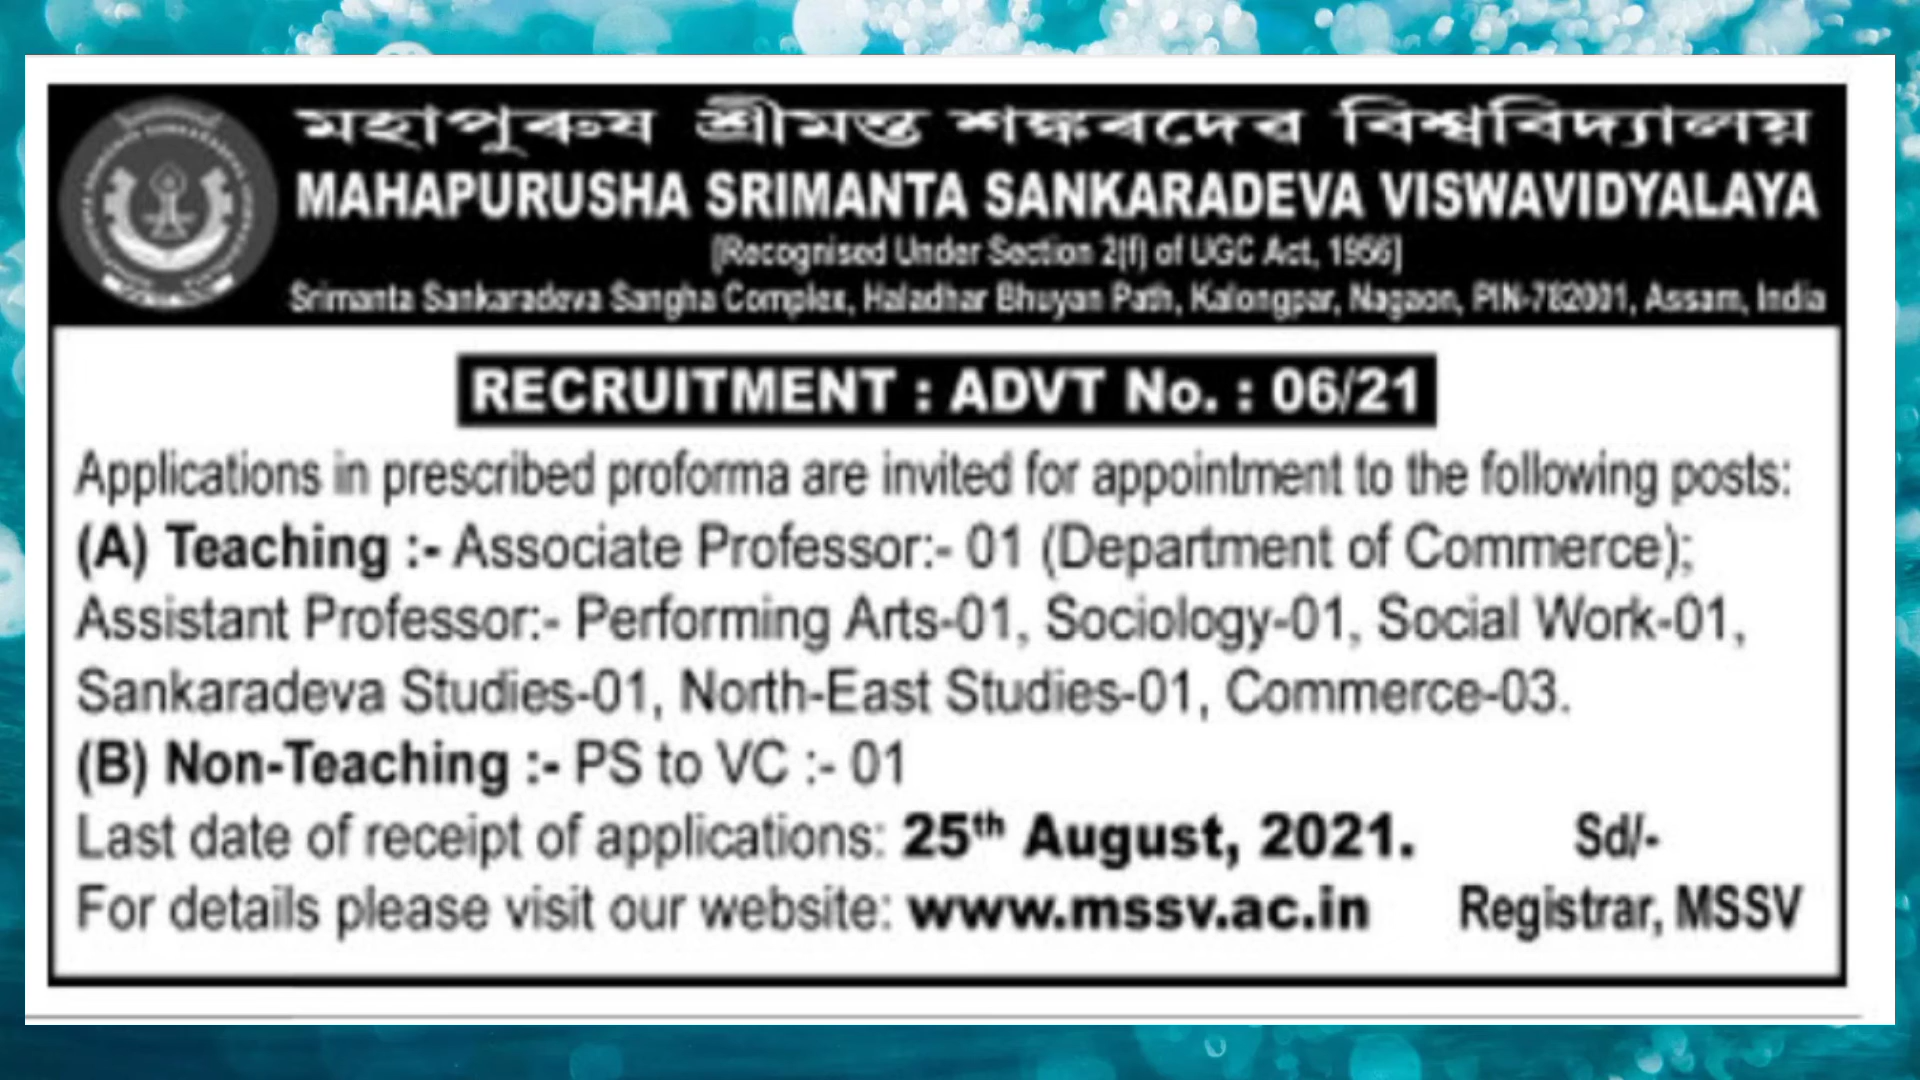 মহাপুৰুষ শ্ৰীমন্ত শঙ্কৰদেৱ বিশ্ববিদ্যালয়
MAHAPURUSHA SRIMANTA SANKARADEVA VISWAVIDYALAYA
[Recognised Under Section 2(f) of UGC Act, 1956]
Srimanta Sankaradeva Sangha Complex, Haladhar Bhuyan Path, Kalongpar, Nagaon, PIN-782001, Assam, India
RECRUITMENT : ADVT No. : 06/21
Applications in prescribed proforma are invited for appointment to the following posts:
(A) Teaching :- Associate Professor:- 01 (Department of Commerce);
Assistant Professor:- Performing Arts-01, Sociology-01, Social Work-01,
Sankaradeva Studies-01, North-East Studies-01, Commerce-03.
(B) Non-Teaching :- PS to VC :- 01
Last date of receipt of applications: 25th August, 2021. Sd/-
For details please visit our website: www.mssv.ac.in Registrar, MSSV